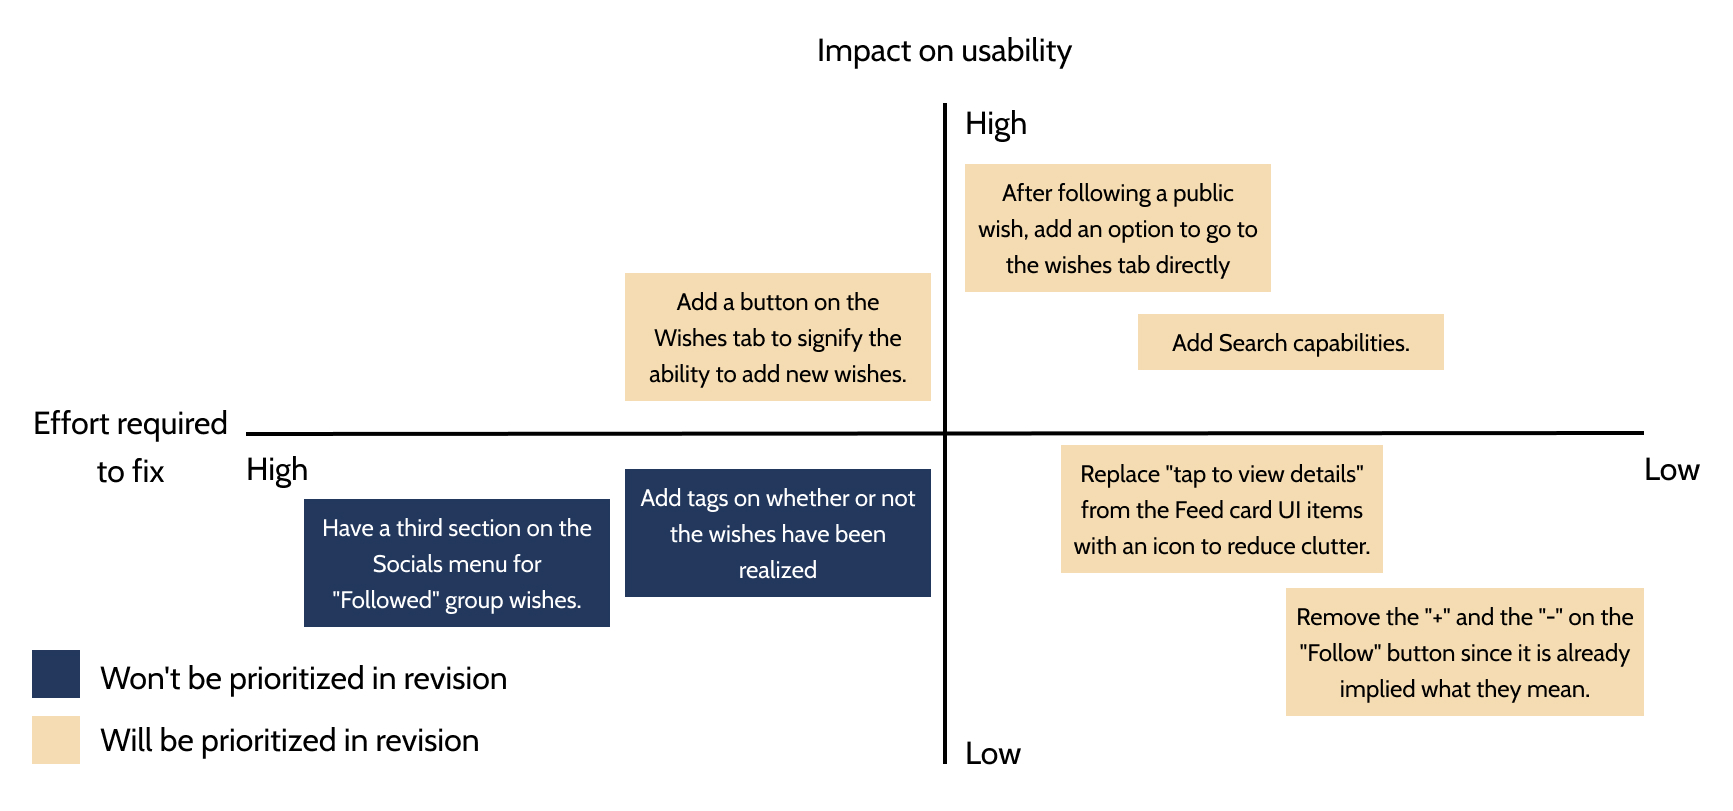 Impact on usability
High
After following a public
wish, add an option to go to
the wishes tab directly
Add a button on the
Wishes tab to signify the
ability to add new wishes.
Add Search capabilities.
Effort required
to fix
High
Low
Have a third section on the
Socials menu for
"Followed" group wishes.
Add tags on whether or not
the wishes have been
realized
Replace "tap to view details"
from the Feed card UI items
with an icon to reduce clutter.
Remove the "+" and the "-" on the
"Follow" button since it is already
implied what they mean.
Won't be prioritized in revision
Will be prioritized in revision
Low